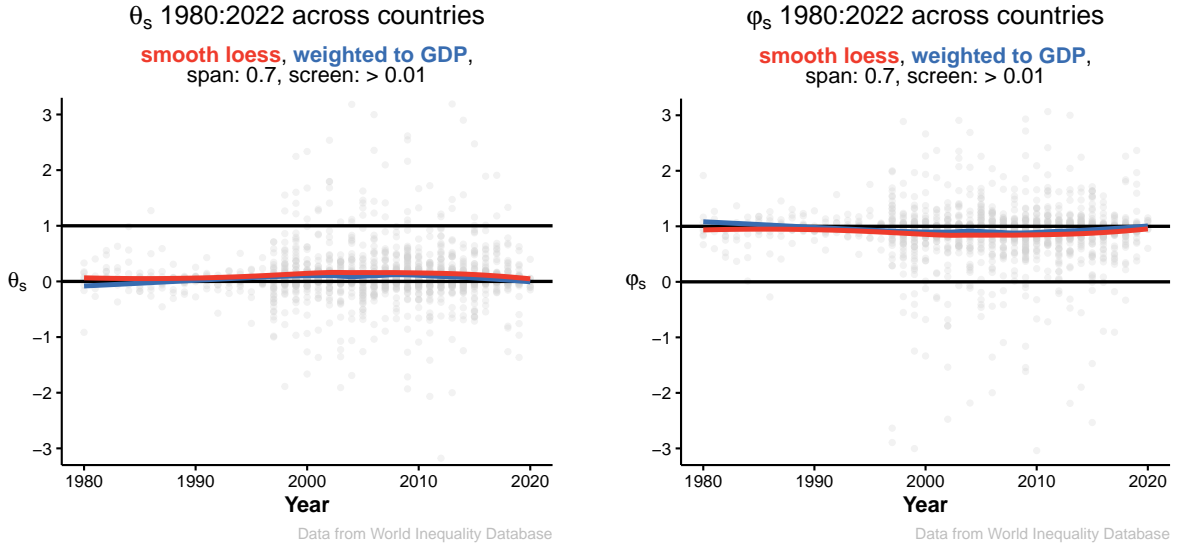 θs 1980:2022 across countries
smooth loess, weighted to GDP,
span: 0.7, screen: > 0.01
3
2
1
θs
0
−1
−2
−3
1980 1990 2000 2010 2020
Year
Data from World Inequality Database
φs 1980:2022 across countries
smooth loess, weighted to GDP,
span: 0.7, screen: > 0.01
3
2
1
φs
0
−1
−2
−3
1980 1990 2000 2010 2020
Year
Data from World Inequality Database